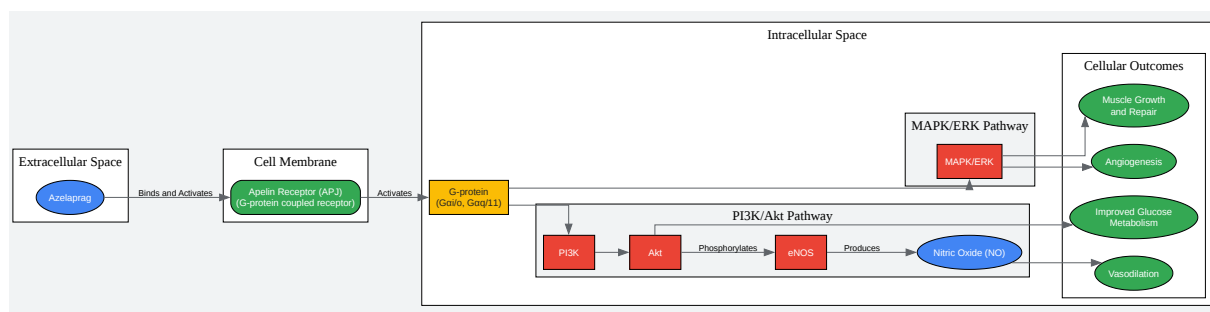 Intracellular Space
Cellular Outcomes
Muscle Growth
and Repair
MAPK/ERK Pathway
MAPK/ERK
Angiogenesis
Extracellular Space
Azelaprag
Binds and Activates
Cell Membrane
Apelin Receptor (APJ)
(G-protein coupled receptor)
Activates
G-protein
(Gαi/o, Gαq/11)
PI3K/Akt Pathway
PI3K
Akt
Phosphorylates
eNOS
Produces
Nitric Oxide (NO)
Improved Glucose
Metabolism
Vasodilation